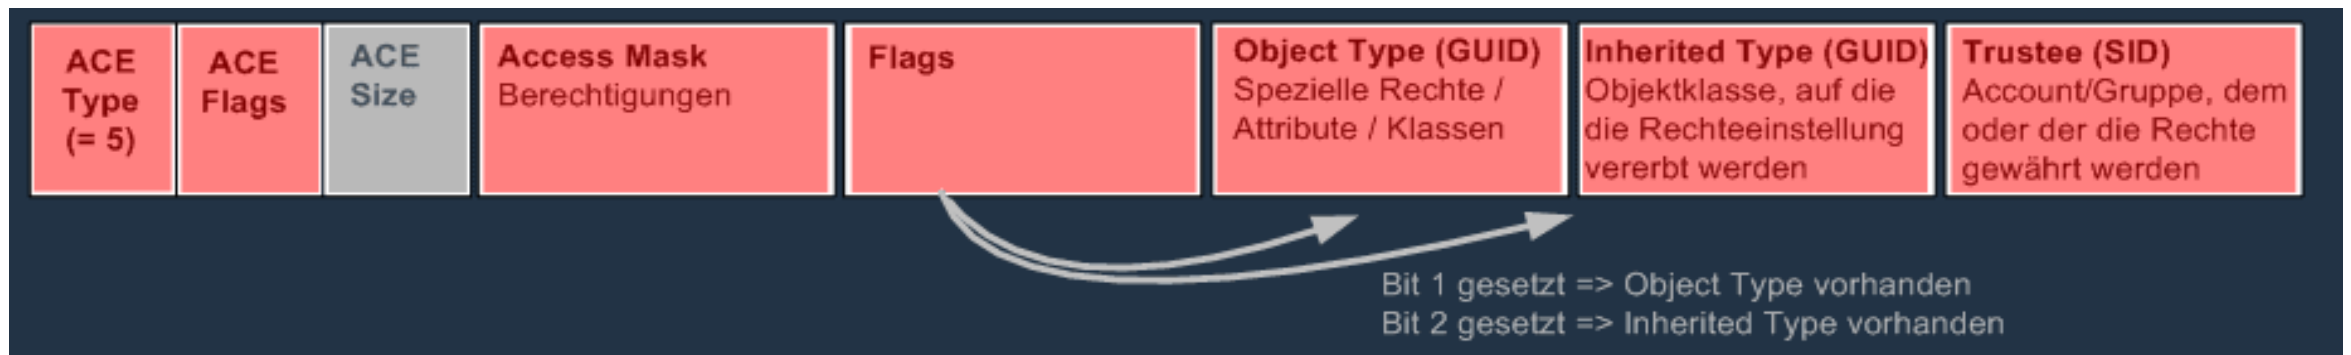 ACE
Type
(= 5)
ACE
Flags
ACE
Size
Access Mask
Berechtigungen
Flags
Object Type (GUID)
Spezielle Rechte /
Attribute / Klassen
Inherited Type (GUID)
Objektklasse, auf die
die Rechteeinstellung
vererbt werden
Trustee (SID)
Account/Gruppe, dem
oder der die Rechte
gewährt werden
Bit 1 gesetzt => Object Type vorhanden
Bit 2 gesetzt => Inherited Type vorhanden